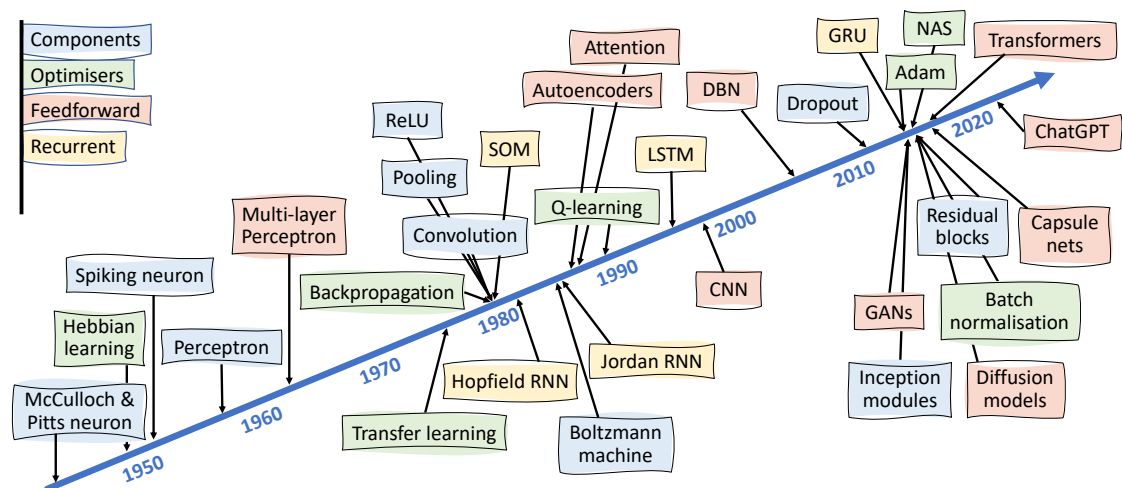 Components
Optimisers
Feedforward
Recurrent
Attention
Autoencoders
DBN
GRU
NAS
Transformers
Adam
Dropout
ChatGPT
ReLU
SOM
LSTM
Pooling
Q-learning
Convolution
Multi-layer
Perceptron
Residual
blocks
Capsule
nets
Spiking neuron
Backpropagation
CNN
GANs
Batch
normalisation
Hebbian
learning
Perceptron
Hopfield RNN
Jordan RNN
McCulloch &
Pitts neuron
Transfer learning
Boltzmann
machine
Inception
modules
Diffusion
models
1950
1960
1970
1980
1990
2000
2010
2020